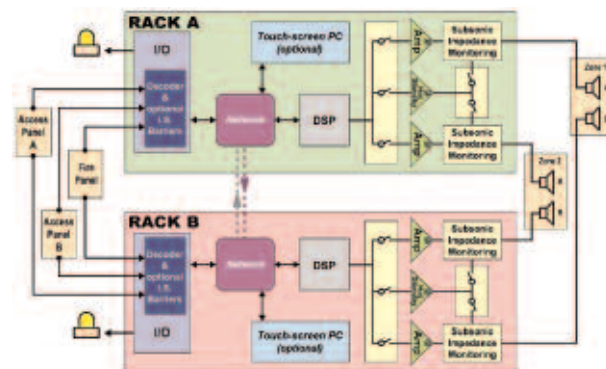 RACK A
I/O
Decoder
&
optional
I.S.
Barriers
Touch-screen PC
(optional)
Network
DSP
Amp
Amp
Subsonic
Impedance
Monitoring
Subsonic
Impedance
Monitoring
Access
Panel
A
Fire
Panel
Access
Panel
B
Zone 1
Zone 2
A
B
RACK B
Decoder
&
optional
I.S.
Barriers
I/O
Network
DSP
Touch-screen PC
(optional)
Amp
Amp
Subsonic
Impedance
Monitoring
Subsonic
Impedance
Monitoring